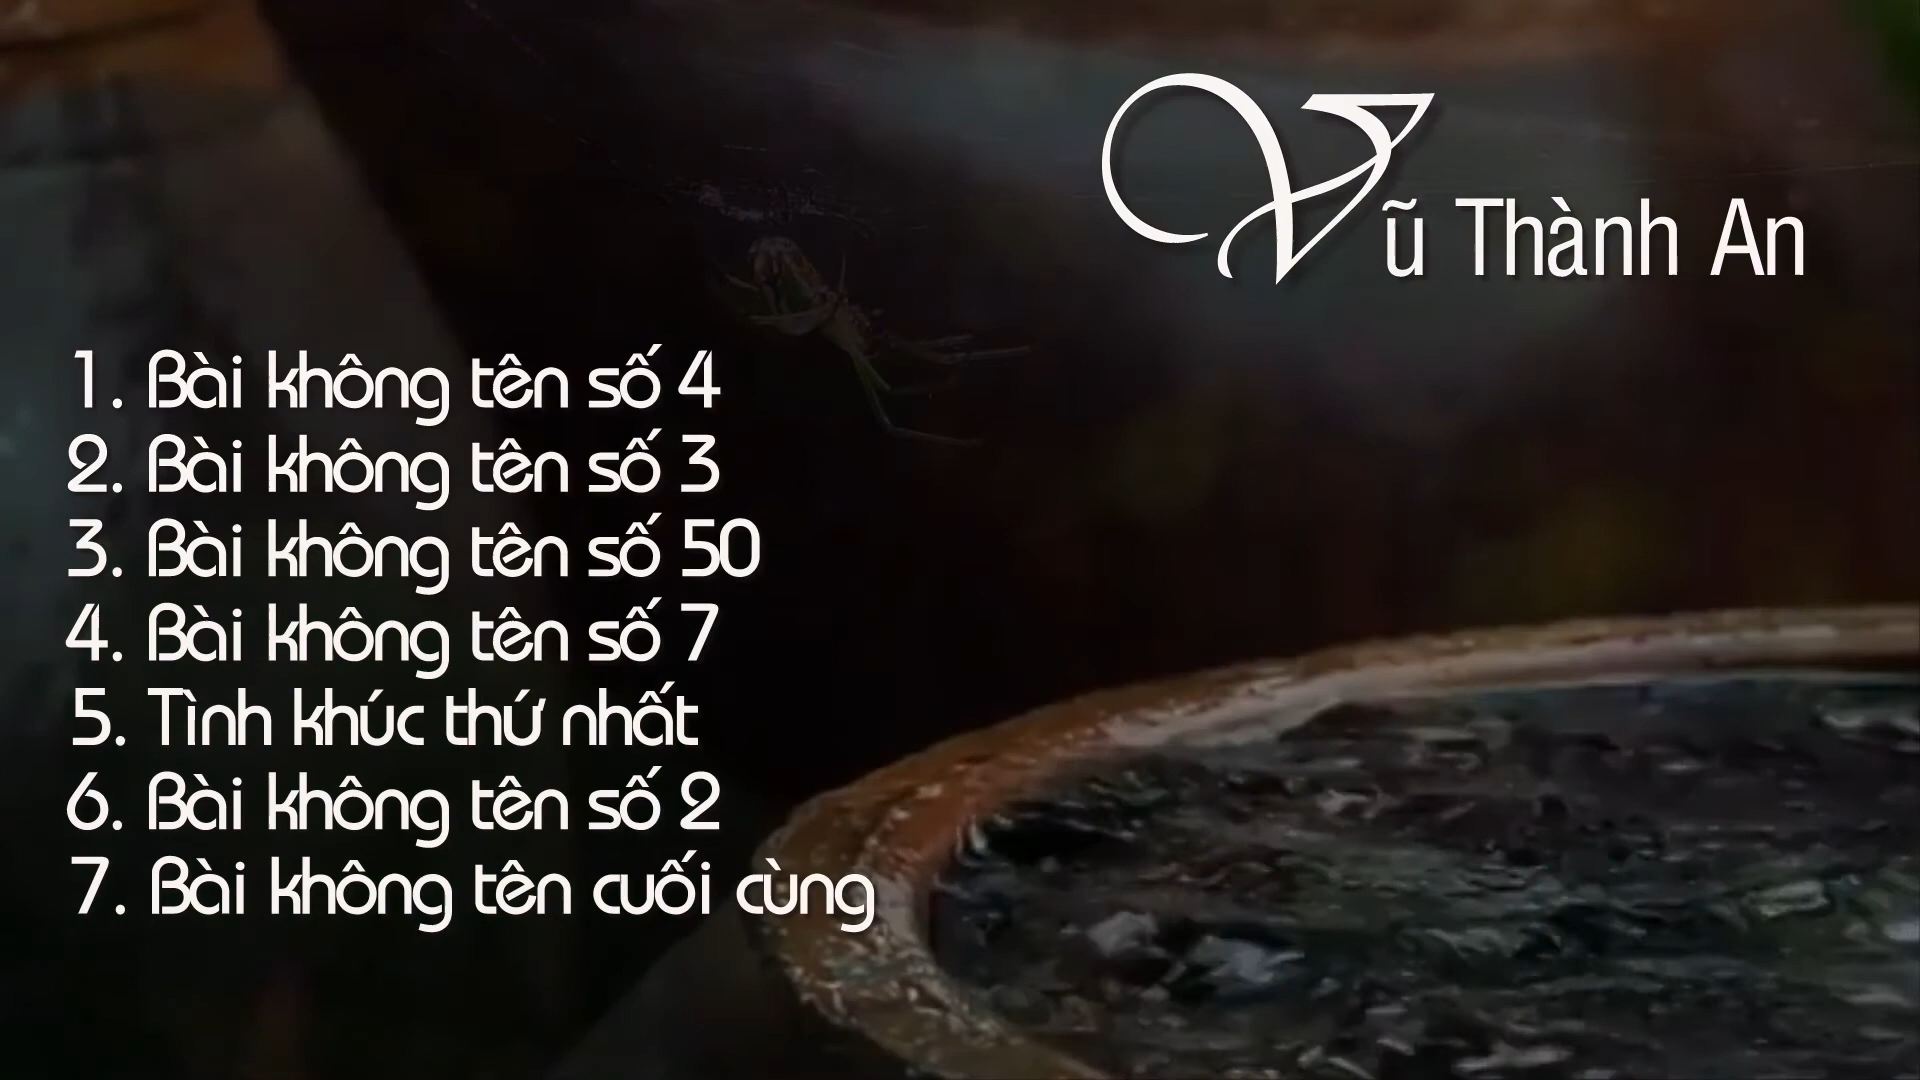 Vũ Thành An
1. Bài không tên số 4
2. Bài không tên số 3
3. Bài không tên số 50
4. Bài không tên số 7
5. Tình khúc thứ nhất
6. Bài không tên số 2
7. Bài không tên cuối cùng